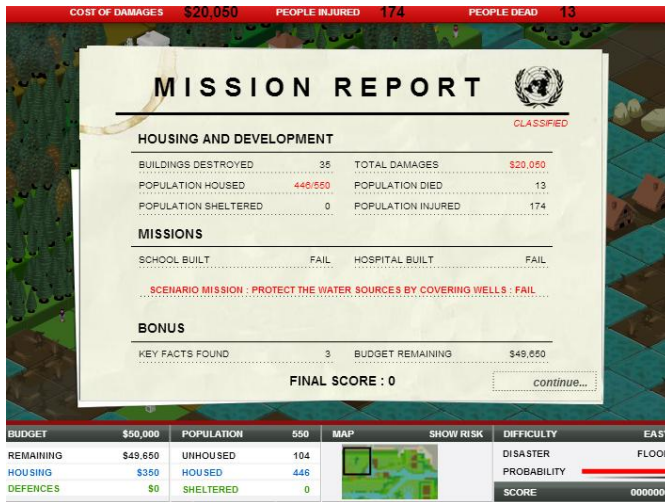 COST OF DAMAGES $20,050 PEOPLE INJURED 174 PEOPLE DEAD 13
MISSION REPORT
CLASSIFIED
HOUSING AND DEVELOPMENT
BUILDINGS DESTROYED 35 TOTAL DAMAGES $20,050
POPULATION HOUSED 446/550 POPULATION DIED 13
POPULATION SHELTERED 0 POPULATION INJURED 174
MISSIONS
SCHOOL BUILT FAIL HOSPITAL BUILT FAIL
SCENARIO MISSION : PROTECT THE WATER SOURCES BY COVERING WELLS : FAIL
BONUS
KEY FACTS FOUND 3 BUDGET REMAINING $49,650
FINAL SCORE : 0 continue...
BUDGET $50,000 POPULATION 550 MAP SHOW RISK DIFFICULTY EAS
REMAINING $49,650 UNHOUSED 104 DISASTER FLOO
HOUSING $350 HOUSED 446 PROBABILITY
DEFENCES $0 SHELTERED 0 SCORE 000000